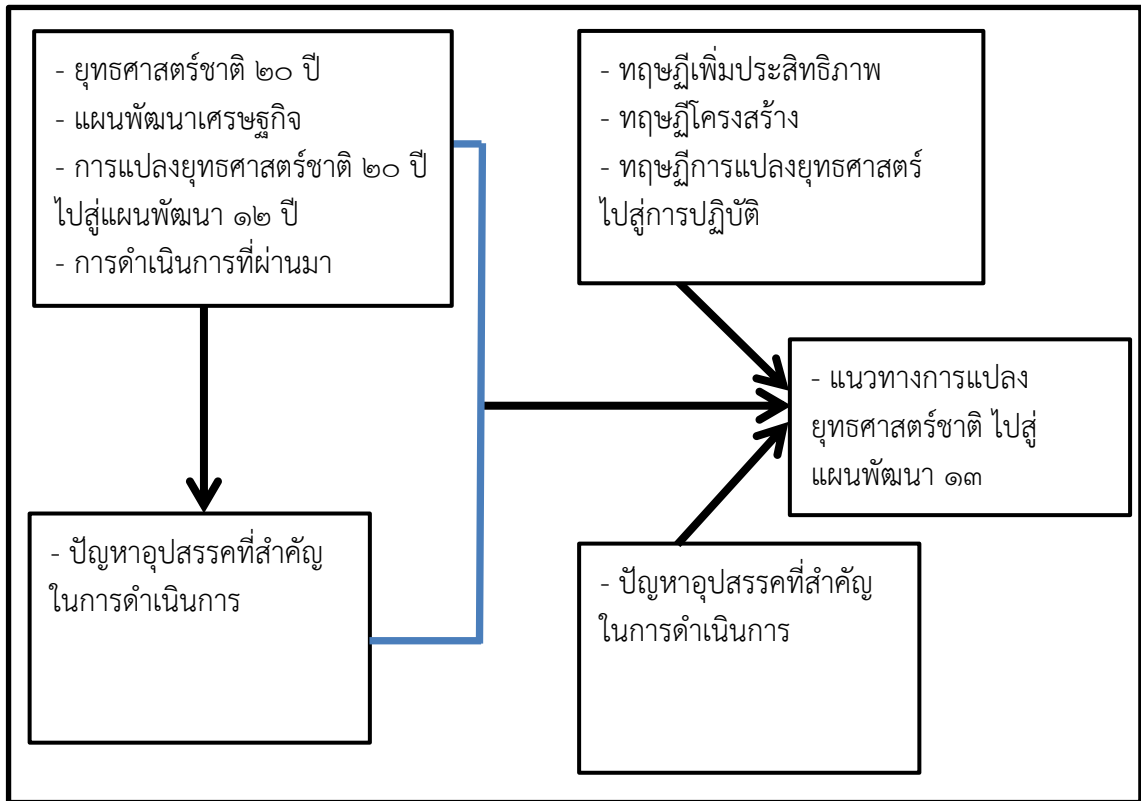 - ยุทธศาสตร์ชาติ ๒๐ ปี
- แผนพัฒนาเศรษฐกิจ
- การแปลงยุทธศาสตร์ชาติ ๒๐ ปี
ไปสู่แผนพัฒนา ๑๒ ปี
- การดำเนินการที่ผ่านมา
- ทฤษฎีเพิ่มประสิทธิภาพ
- ทฤษฎีโครงสร้าง
- ทฤษฎีการแปลงยุทธศาสตร์
ไปสู่การปฏิบัติ
- แนวทางการแปลง
ยุทธศาสตร์ชาติ ไปสู่
แผนพัฒนา ๑๓
- ปัญหาอุปสรรคที่สำคัญ
ในการดำเนินการ
- ปัญหาอุปสรรคที่สำคัญ
ในการดำเนินการ